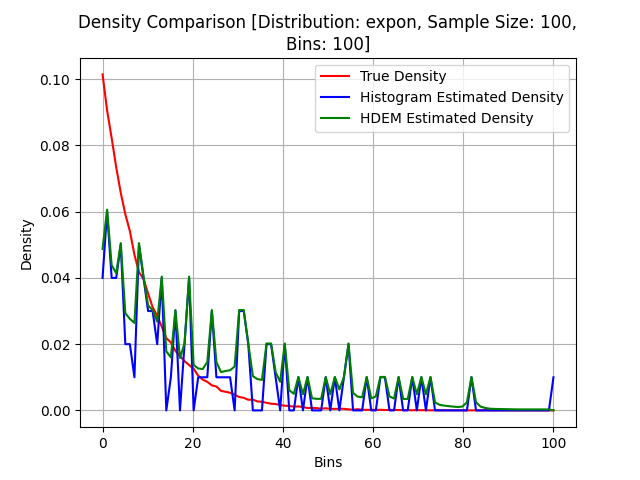 Density Comparison [Distribution: expon, Sample Size: 100,
Bins: 100]
True Density
Histogram Estimated Density
HDEM Estimated Density
Density
0.10
0.08
0.06
0.04
0.02
0.00
0 20 40 60 80 100
Bins